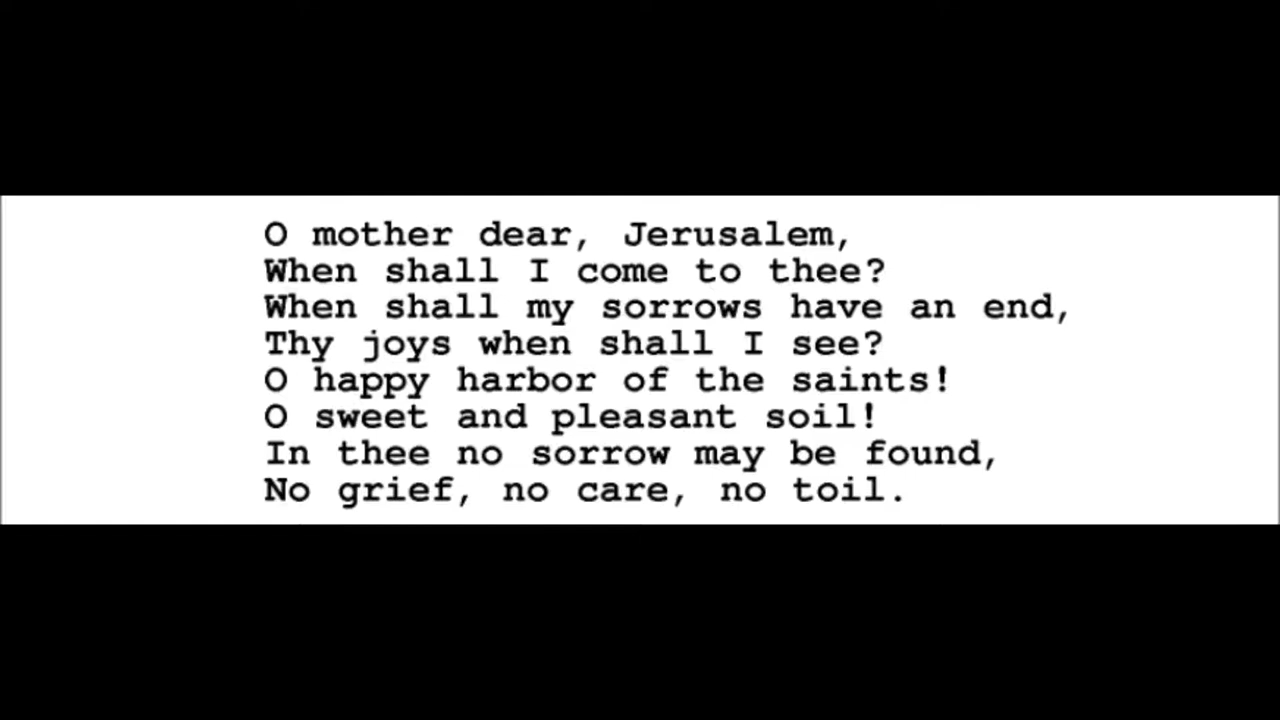 O mother dear, Jerusalem,
When shall I come to thee?
When shall my sorrows have an end,
Thy joys when shall I see?
O happy harbor of the saints!
O sweet and pleasant soil!
In thee no sorrow may be found,
No grief, no care, no toil.